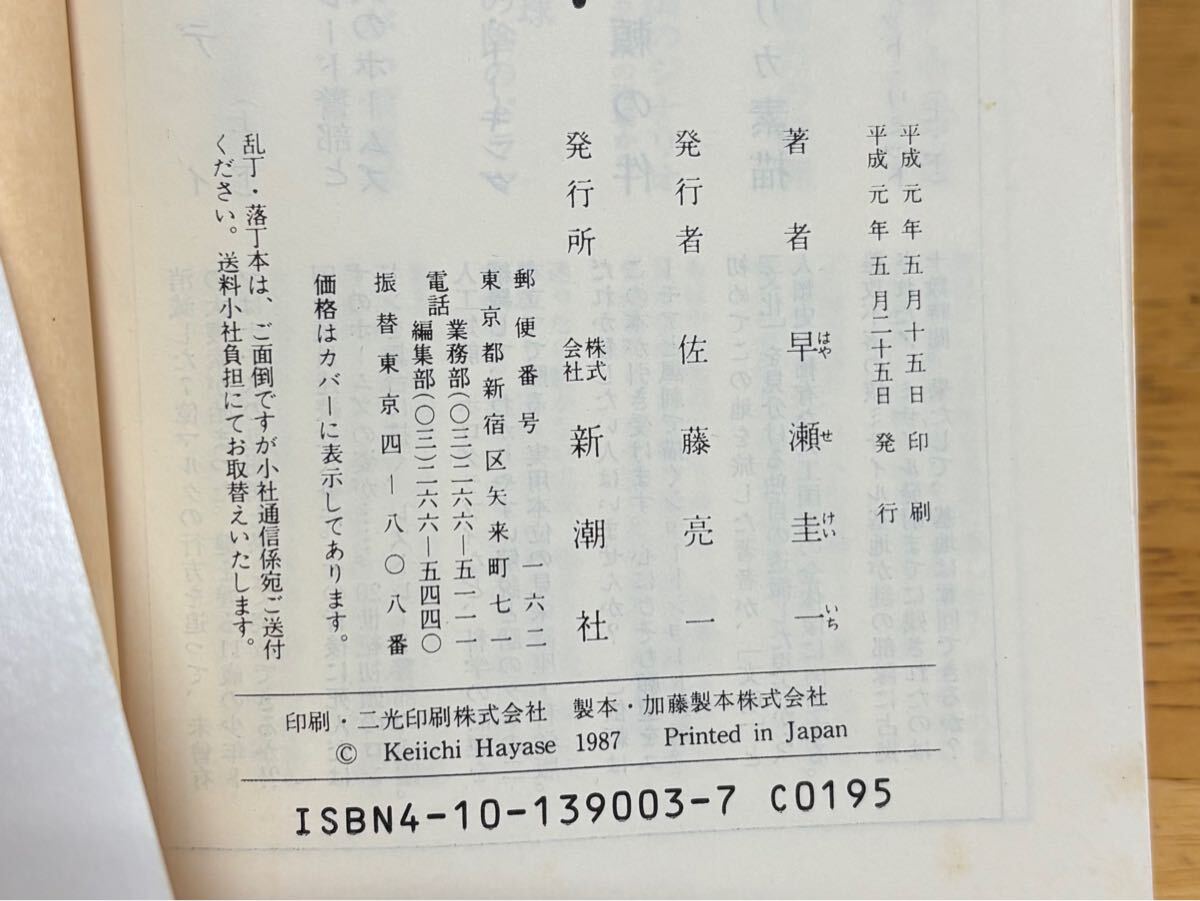 平成元年五月十五日印刷
平成元年五月二十五日発行
著者 早瀬圭一
はやせけいいち
発行者 佐藤亮一
発行所 株式会社 新潮社
郵便番号 一六二
東京都新宿区矢来町七一
電話 業務部(〇三)二六六―五一一一
編集部(〇三)二六六―五四四〇
振替東京四―八〇八番
価格はカバーに表示してあります。
乱丁・落丁本は、ご面倒ですが小社通信係宛ご送付
ください。送料小社負担にてお取替えいたします。
印刷・二光印刷株式会社 製本・加藤製本株式会社
© Keiichi Hayase 1987 Printed in Japan
ISBN4-10-139003-7 C0195